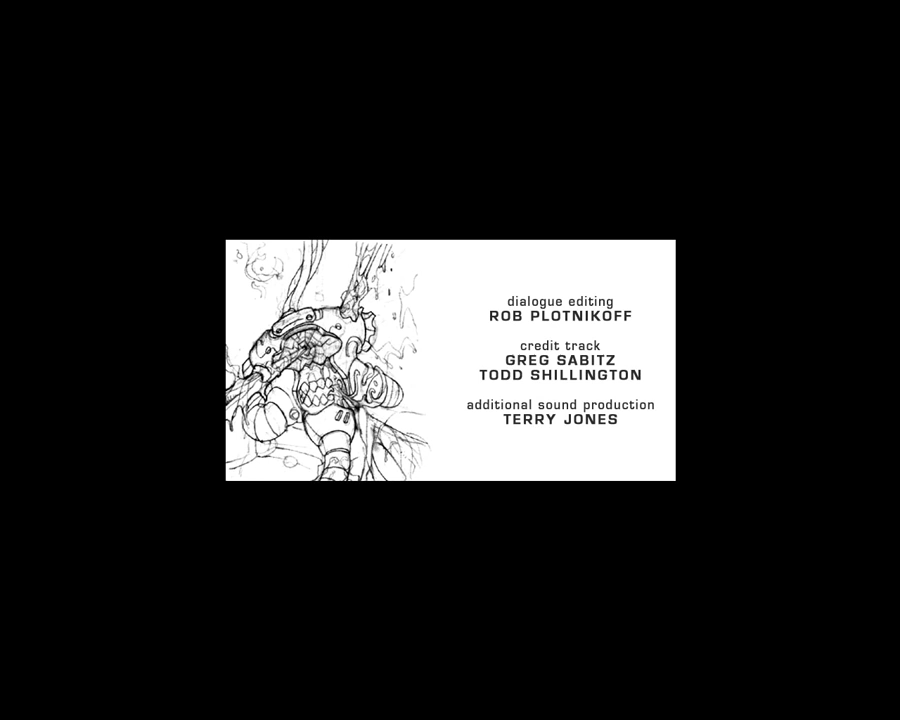 dialogue editing
ROB PLOTNIKOFF
credit track
GREG SABITZ
TODD SHILLINGTON
additional sound production
TERRY JONES